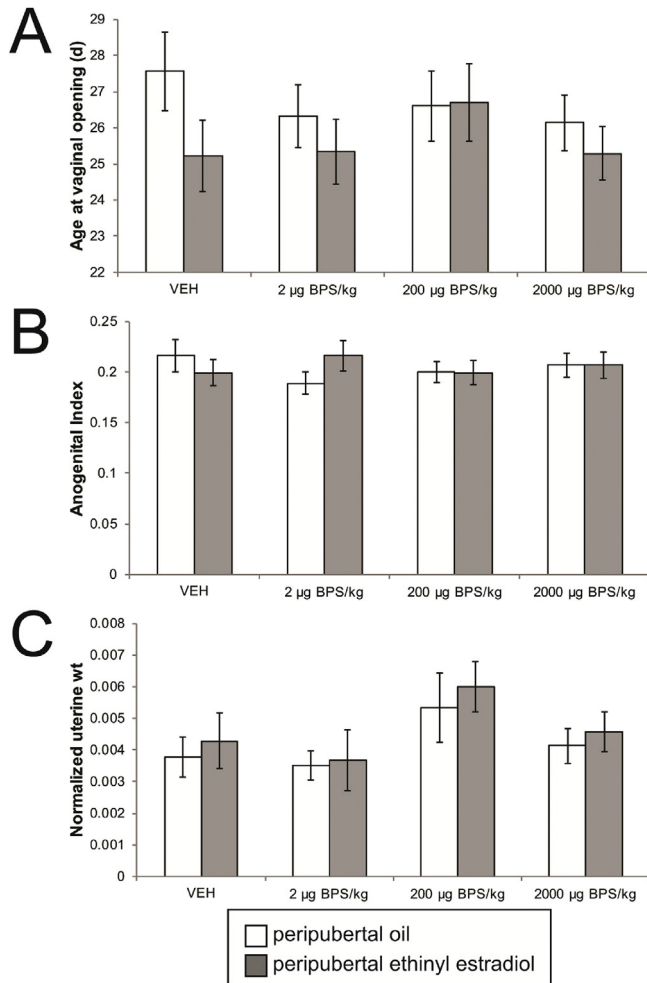 A
Age at vaginal opening (d)
29
28
27
26
25
24
23
22
VEH
2 µg BPS/kg
200 µg BPS/kg
2000 µg BPS/kg
B
Anogenital Index
0.25
0.2
0.15
0.1
0.05
0
VEH
2 µg BPS/kg
200 µg BPS/kg
2000 µg BPS/kg
C
Normalized uterine wt
0.008
0.007
0.006
0.005
0.004
0.003
0.002
0.001
0
VEH
2 µg BPS/kg
200 µg BPS/kg
2000 µg BPS/kg
peripubertal oil
peripubertal ethinyl estradiol